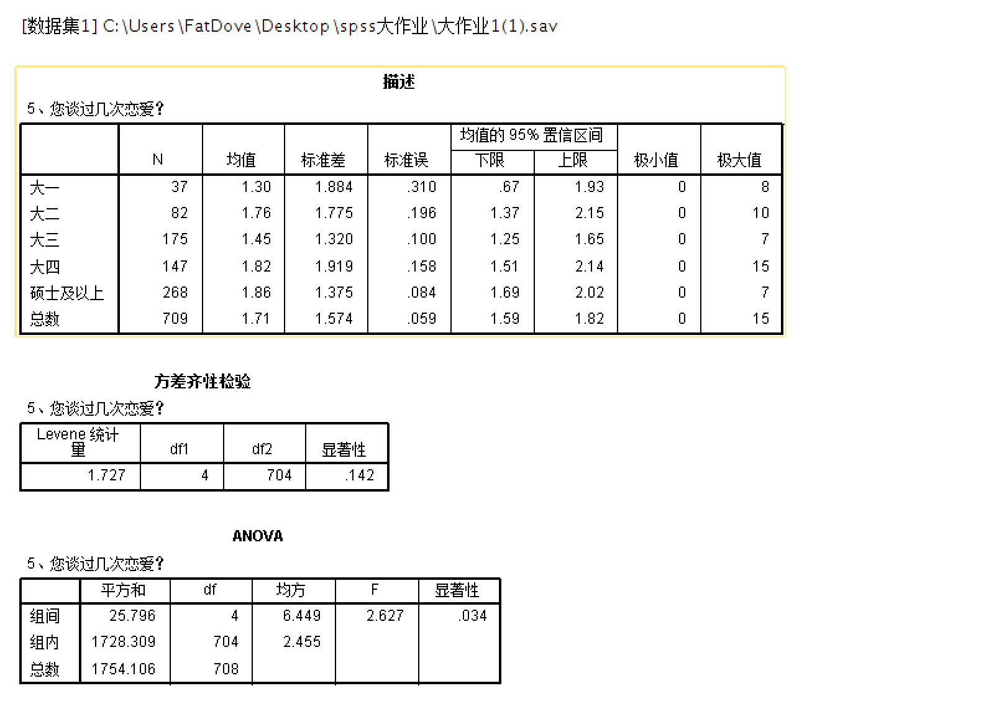 [数据集1] C:\Users\FatDove\Desktop\spss大作业\大作业1(1).sav
描述
5、您谈过几次恋爱?
均值的 95% 置信区间
N 均值 标准差 标准误 下限 上限 极小值 极大值
大一 37 1.30 1.884 .310 .67 1.93 0 8
大二 82 1.76 1.775 .196 1.37 2.15 0 10
大三 175 1.45 1.320 .100 1.25 1.65 0 7
大四 147 1.82 1.919 .158 1.51 2.14 0 15
硕士及以上 268 1.86 1.375 .084 1.69 2.02 0 7
总数 709 1.71 1.574 .059 1.59 1.82 0 15
方差齐性检验
5、您谈过几次恋爱?
Levene 统计
量 df1 df2 显著性
1.727 4 704 .142
ANOVA
5、您谈过几次恋爱?
平方和 df 均方 F 显著性
组间 25.796 4 6.449 2.627 .034
组内 1728.309 704 2.455
总数 1754.106 708